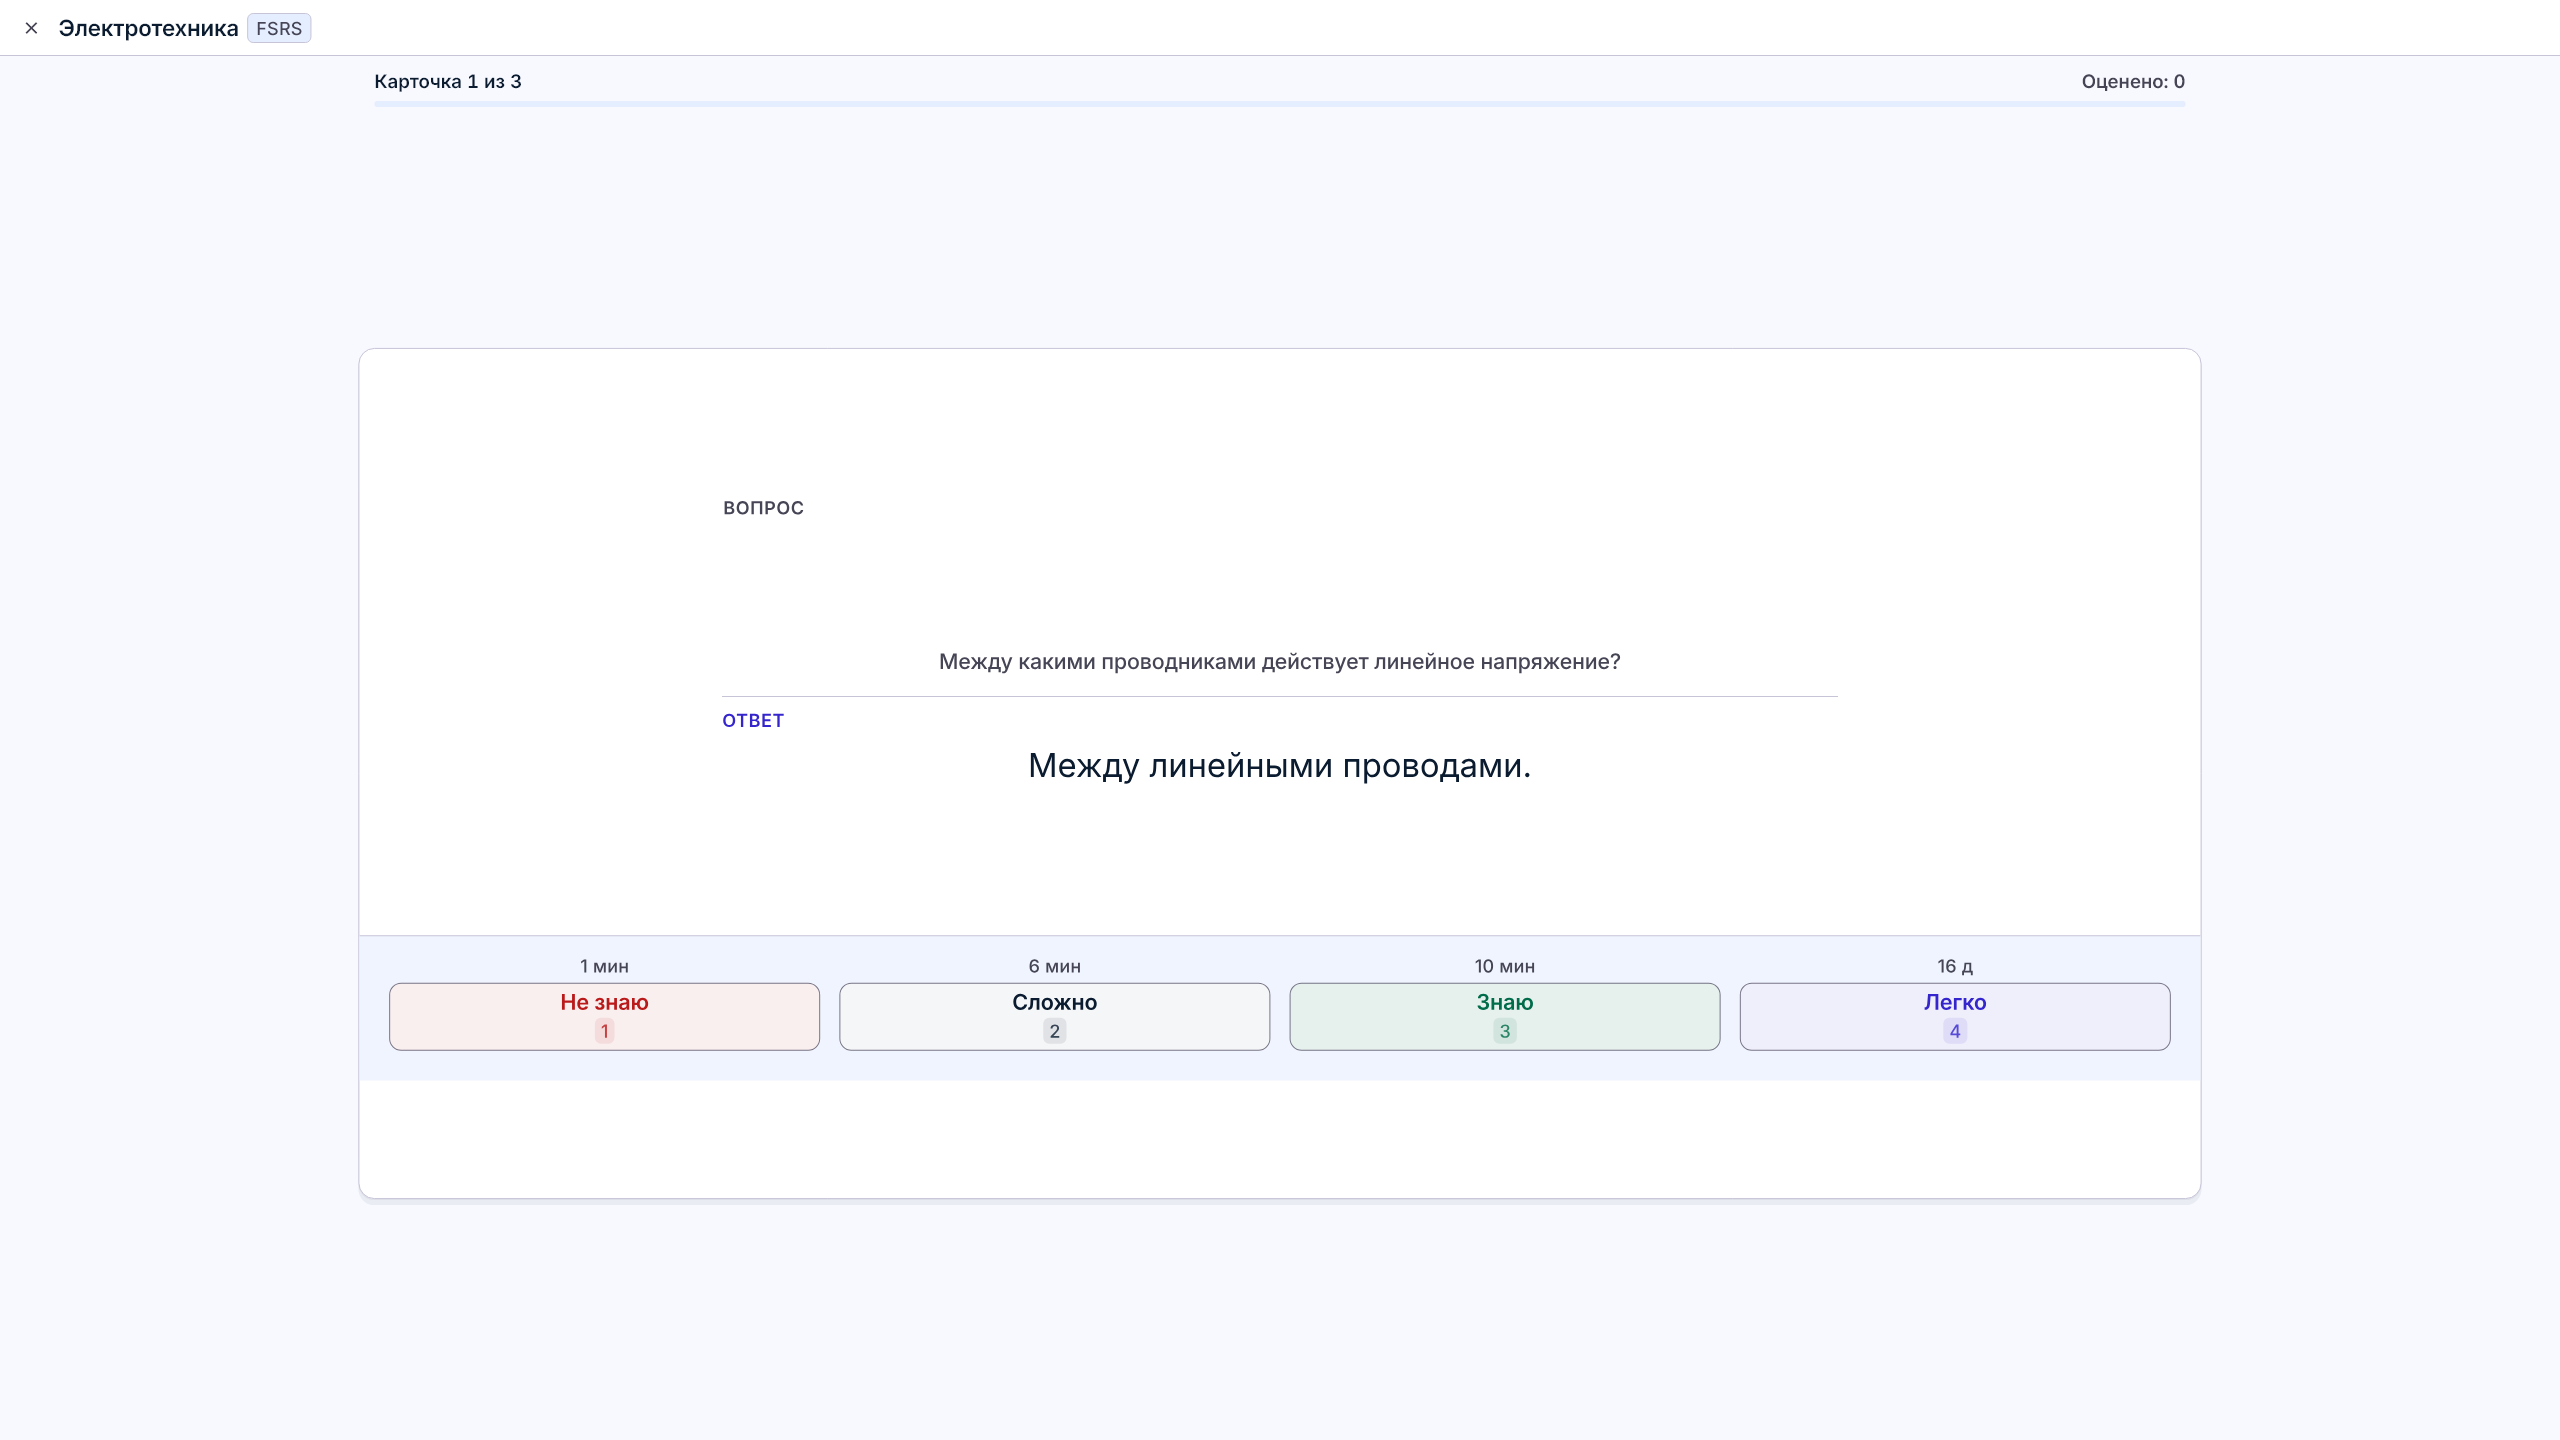 Электротехника FSRS
Карточка 1 из 3
Оценено: 0
ВОПРОС
Между какими проводниками действует линейное напряжение?
ОТВЕТ
Между линейными проводами.
1 мин
Не знаю
1
6 мин
Сложно
2
10 мин
Знаю
3
16 д
Легко
4